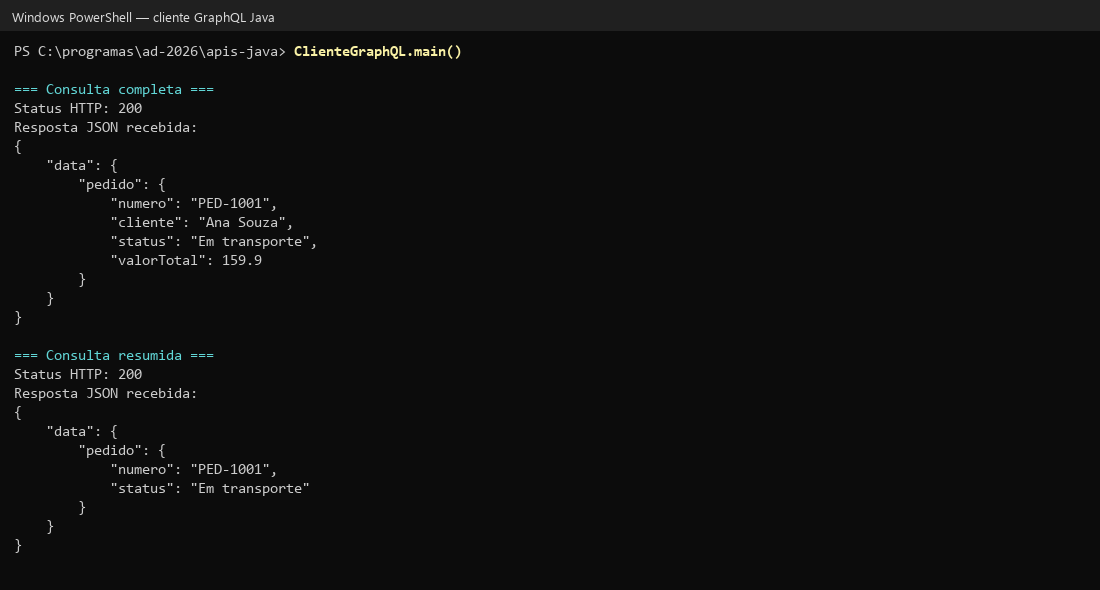 Windows PowerShell — cliente GraphQL Java
PS C:\programas\ad-2026\apis-java> ClienteGraphQL.main()
=== Consulta completa ===
Status HTTP: 200
Resposta JSON recebida:
{
    "data": {
        "pedido": {
            "numero": "PED-1001",
            "cliente": "Ana Souza",
            "status": "Em transporte",
            "valorTotal": 159.9
        }
    }
}
=== Consulta resumida ===
Status HTTP: 200
Resposta JSON recebida:
{
    "data": {
        "pedido": {
            "numero": "PED-1001",
            "status": "Em transporte"
        }
    }
}